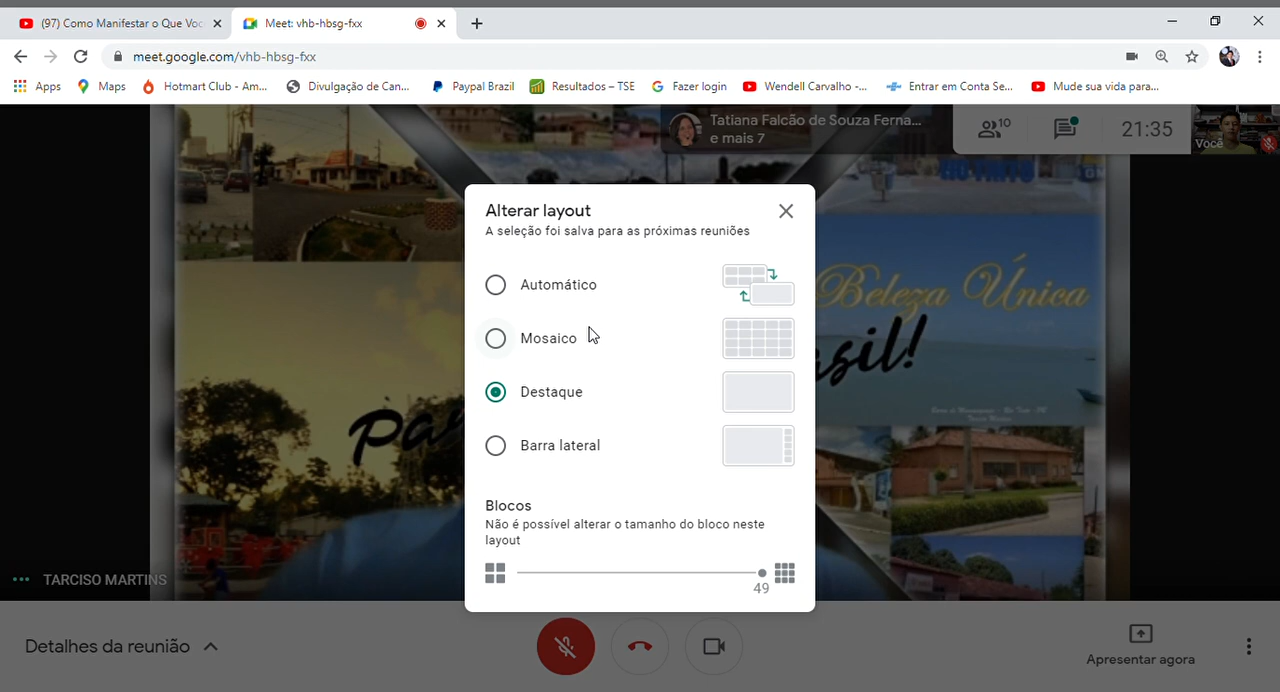 (97) Como Manifestar o Que Voc
Meet: vhb-hbsg-fxx
meet.google.com/vhb-hbsg-fxx
Apps
Maps
Hotmart Club - Am...
Divulgação de Can...
Paypal Brazil
Resultados – TSE
Fazer login
Wendell Carvalho -...
Entrar em Conta Se...
Mude sua vida para...
Tatiana Falcão de Souza Ferna...
e mais 7
10
21:35
Você
RIO TINTO
Alterar layout
A seleção foi salva para as próximas reuniões
Automático
Mosaico
Destaque
Barra lateral
Blocos
Não é possível alterar o tamanho do bloco neste
layout
49
Beleza Única
TARCISO MARTINS
Detalhes da reunião
Apresentar agora